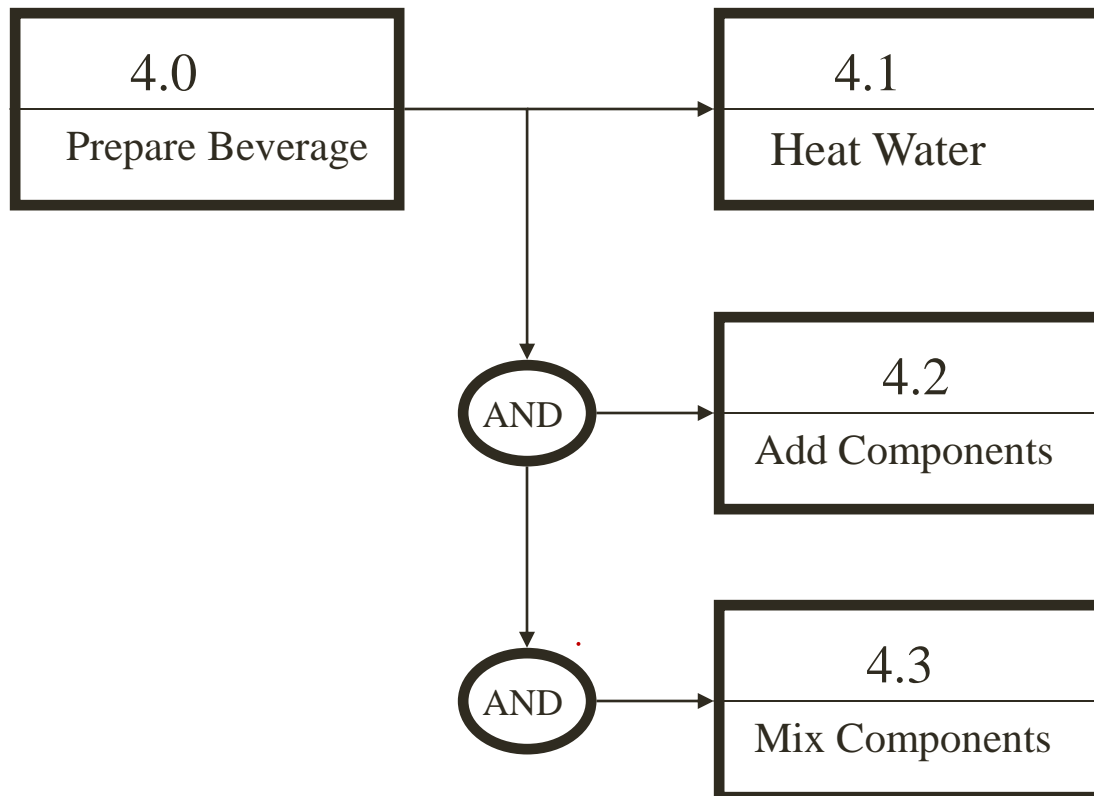 4.0
Prepare Beverage
4.1
Heat Water
AND
4.2
Add Components
AND
4.3
Mix Components